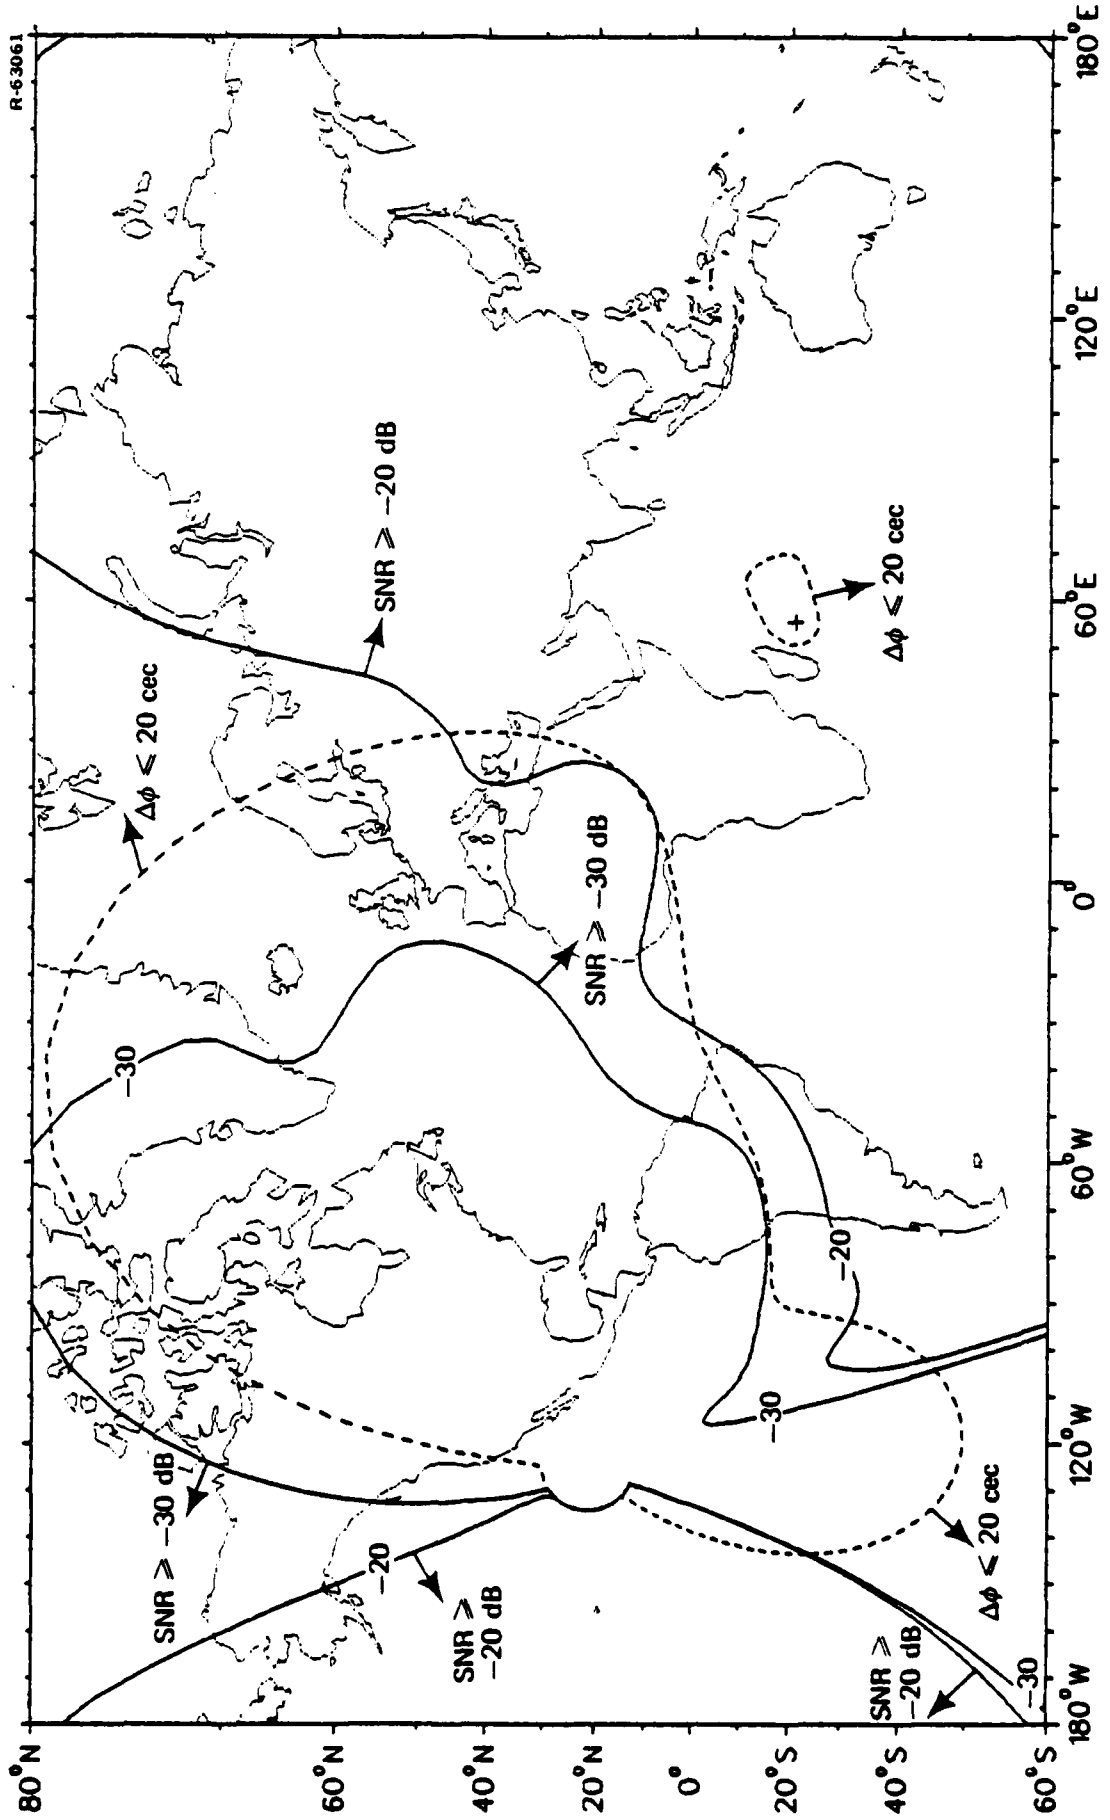 R-63061
80°N
60°N
40°N
20°N
0°
20°S
40°S
60°S
180°W
120°W
60°W
0°
60°E
120°E
180°E
SNR ⩾ -30 dB
-20
SNR ⩾
-20 dB
SNR ⩾
-20 dB
-30
Δφ ⩽ 20 cec
-30
-20
-30
SNR ⩾ -30 dB
Δφ ⩽ 20 cec
SNR ⩾ -20 dB
+
Δφ ⩽ 20 cec